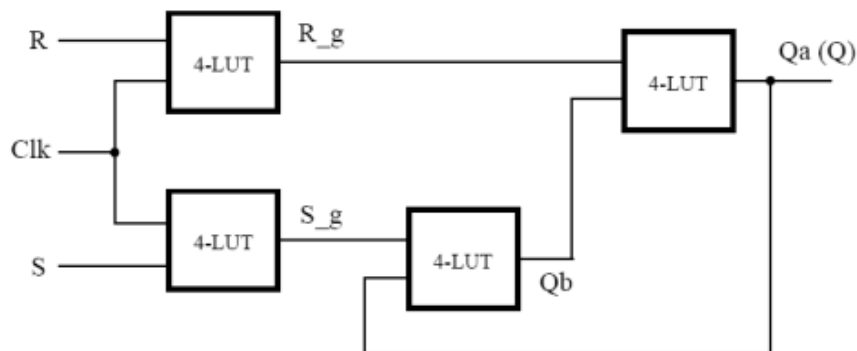 R
4-LUT
R_g
4-LUT
Qa (Q)
Clk
4-LUT
S_g
4-LUT
S
Qb